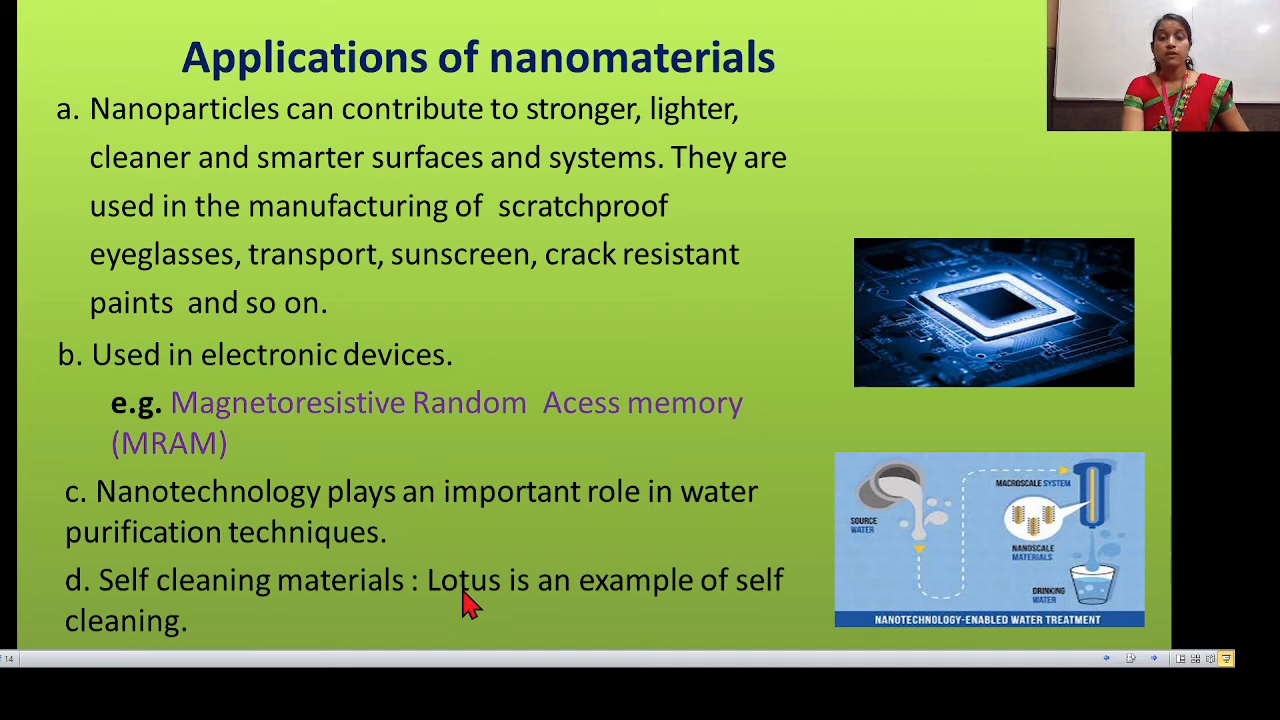 Applications of nanomaterials
a. Nanoparticles can contribute to stronger, lighter,
cleaner and smarter surfaces and systems. They are
used in the manufacturing of scratchproof
eyeglasses, transport, sunscreen, crack resistant
paints and so on.
b. Used in electronic devices.
e.g. Magnetoresistive Random Acess memory
(MRAM)
c. Nanotechnology plays an important role in water
purification techniques.
d. Self cleaning materials : Lotus is an example of self
cleaning.
SOURCE
WATER
MACROSCALE SYSTEM
NANOSCALE
MATERIALS
DRINKING
WATER
NANOTECHNOLOGY-ENABLED WATER TREATMENT
14